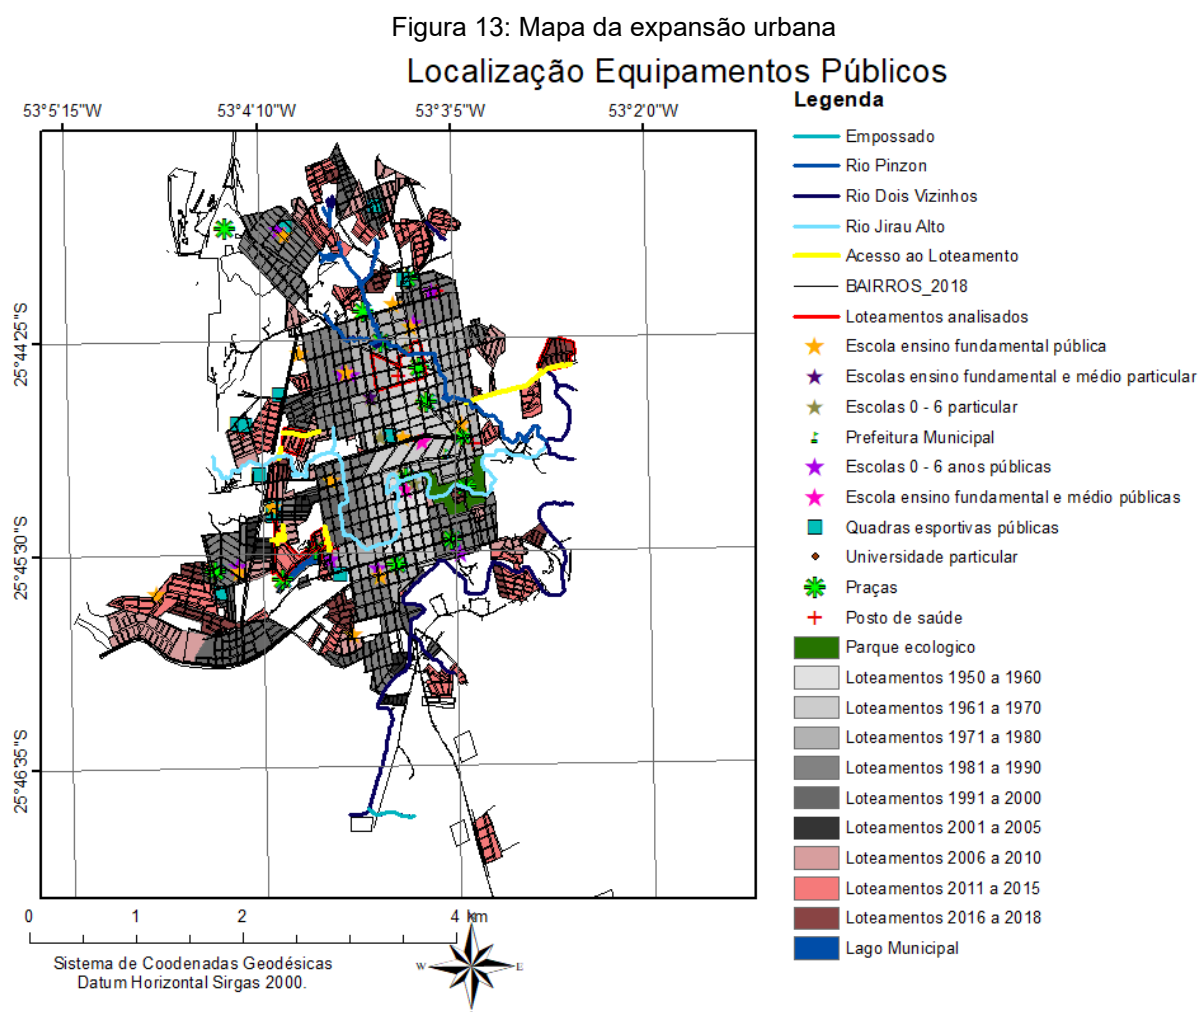 Figura 13: Mapa da expansão urbana
Localização Equipamentos Públicos
53°5'15"W
53°4'10"W
53°3'5"W
53°2'0"W
25°44'25"S
25°45'30"S
25°46'35"S
Legenda
Empossado
Rio Pinzon
Rio Dois Vizinhos
Rio Jirau Alto
Acesso ao Loteamento
BAIRROS_2018
Loteamentos analisados
Escola ensino fundamental pública
Escolas ensino fundamental e médio particular
Escolas 0 - 6 particular
Prefeitura Municipal
Escolas 0 - 6 anos públicas
Escola ensino fundamental e médio públicas
Quadras esportivas públicas
Universidade particular
Praças
Posto de saúde
Parque ecologico
Loteamentos 1950 a 1960
Loteamentos 1961 a 1970
Loteamentos 1971 a 1980
Loteamentos 1981 a 1990
Loteamentos 1991 a 2000
Loteamentos 2001 a 2005
Loteamentos 2006 a 2010
Loteamentos 2011 a 2015
Loteamentos 2016 a 2018
Lago Municipal
0 1 2 4 km
W E
Sistema de Coodenadas Geodésicas
Datum Horizontal Sirgas 2000.